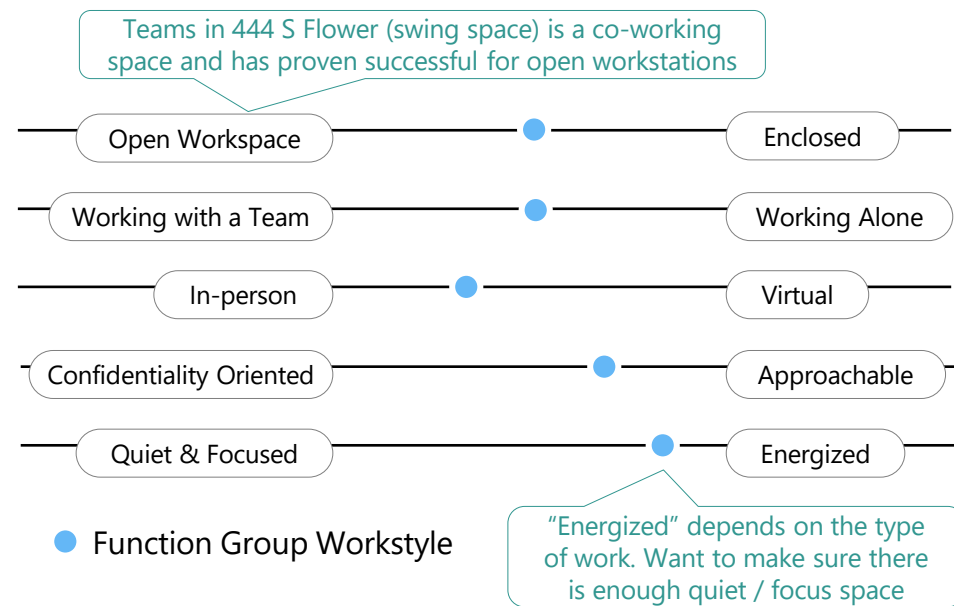 Teams in 444 S Flower (swing space) is a co-working
space and has proven successful for open workstations
Open Workspace
Enclosed
Working with a Team
Working Alone
In-person
Virtual
Confidentiality Oriented
Approachable
Quiet & Focused
Energized
Function Group Workstyle
“Energized” depends on the type
of work. Want to make sure there
is enough quiet / focus space